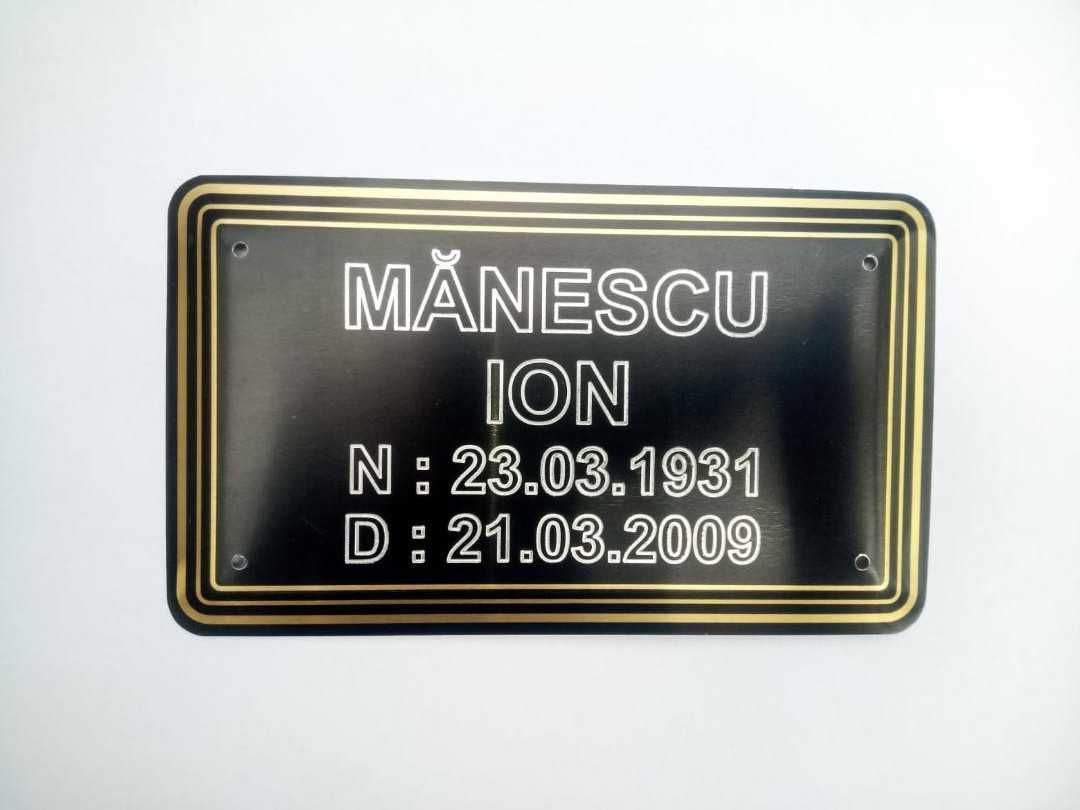 MĂNESCU
ION
N : 23.03.1931
D : 21.03.2009